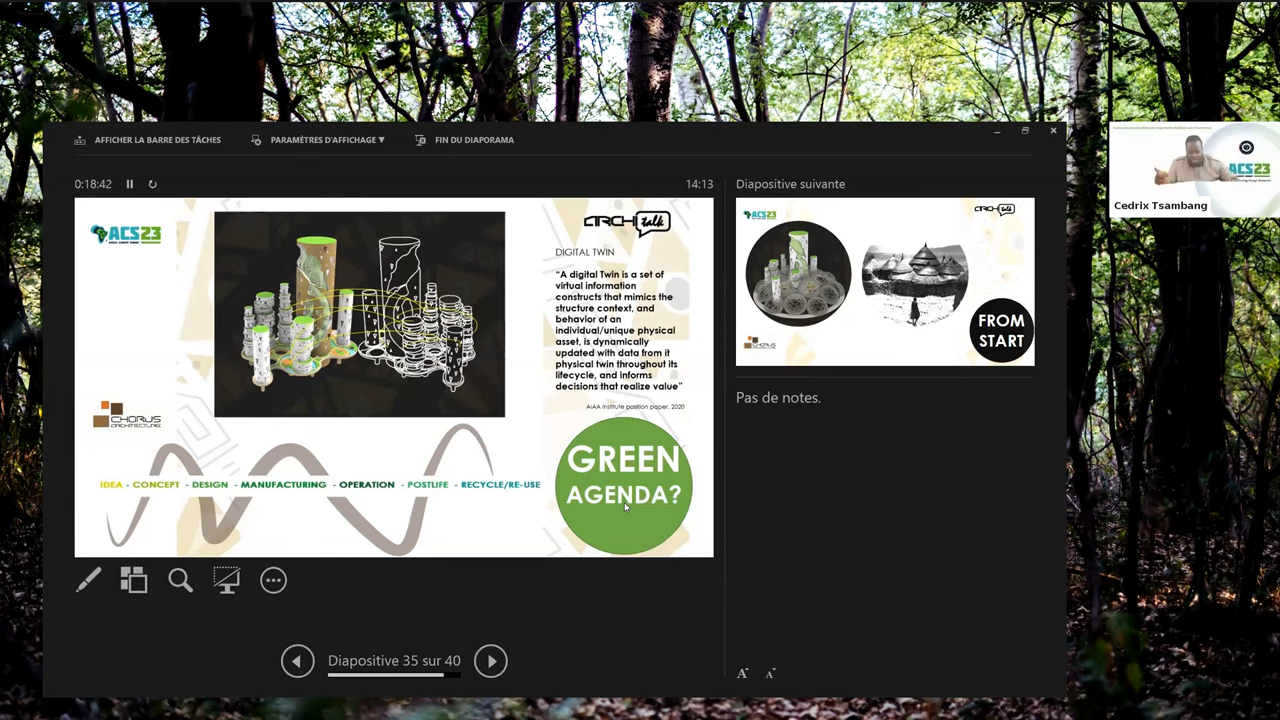 AFFICHER LA BARRE DES TÂCHES
PARAMÈTRES D'AFFICHAGE ▼
FIN DU DIAPORAMA
0:18:42
14:13
Diapositive suivante
ACS23
ARCHI talk
DIGITAL TWIN
"A digital Twin is a set of
virtual information
constructs that mimics the
structure context, and
behavior of an
individual/unique physical
asset, is dynamically
updated with data from it
physical twin throughout its
lifecycle, and informs
decisions that realize value"
AIAA Institute position paper, 2020
CHORUS
ARCHITECTURE
IDEA - CONCEPT - DESIGN - MANUFACTURING - OPERATION - POSTLIFE - RECYCLE/RE-USE
GREEN
AGENDA?
ACS23
ARCHI talk
CHORUS
FROM
START
Pas de notes.
Diapositive 35 sur 40
A
A
ACS23
Cedrix Tsambang